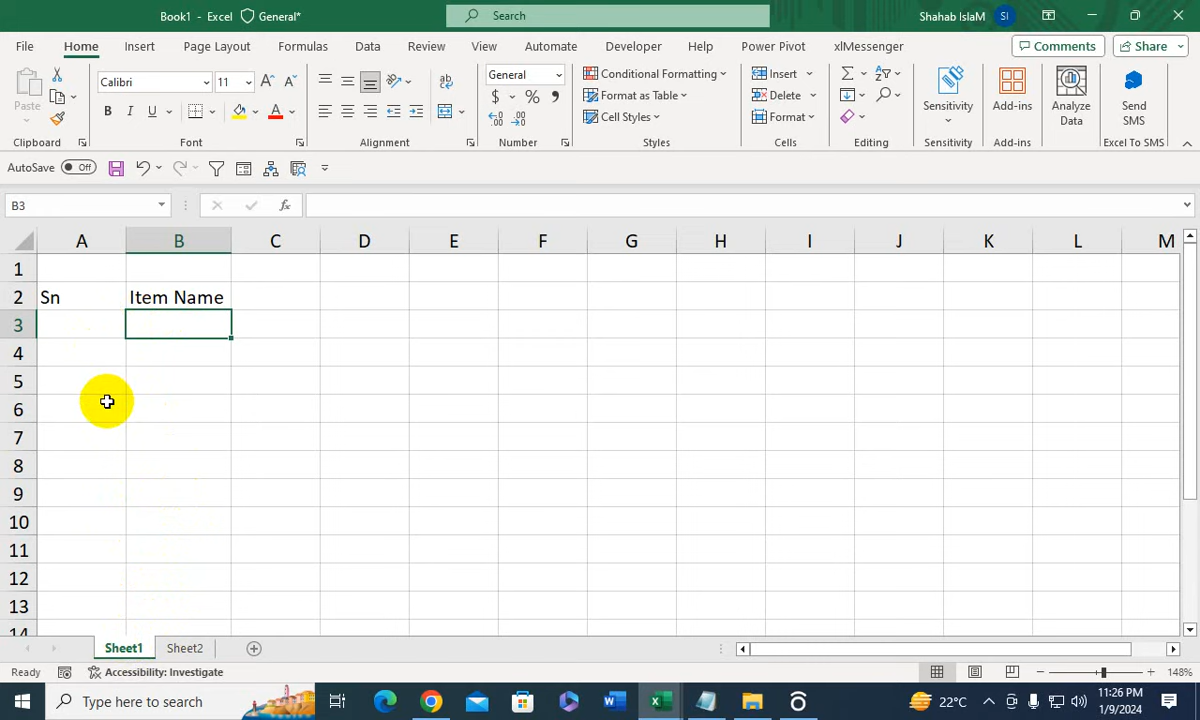 Book1 - Excel General*
Search
Shahab IslaM SI
File Home Insert Page Layout Formulas Data Review View Automate Developer Help Power Pivot xlMessenger Comments Share
Paste
Calibri 11
B I U
ab
General
$ % ,
Conditional Formatting
Format as Table
Cell Styles
Insert
Delete
Format
Sensitivity
Add-ins
Analyze
Data
Send
SMS
Clipboard Font Alignment Number Styles Cells Editing Sensitivity Add-ins Excel To SMS
AutoSave Off
B3 fx
A B C D E F G H I J K L M
1
2 Sn Item Name
3
4
5
6
7
8
9
10
11
12
13
14
Sheet1 Sheet2
Ready Accessibility: Investigate 148%
Type here to search
22°C
11:26 PM
1/9/2024